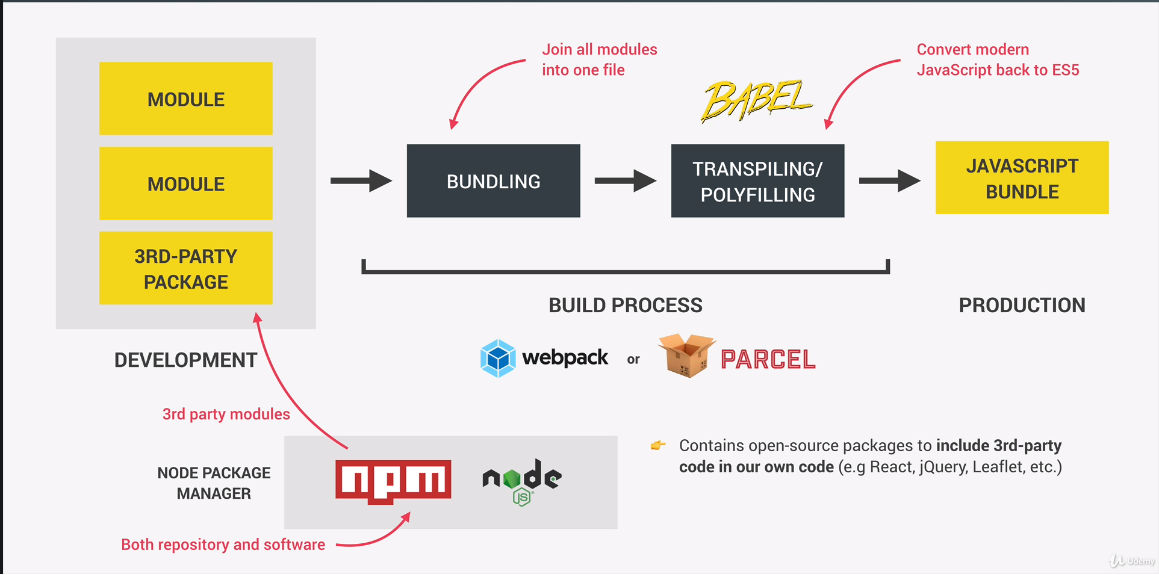 Join all modules
into one file
Convert modern
JavaScript back to ES5
BABEL
MODULE
MODULE
3RD-PARTY
PACKAGE
BUNDLING
TRANSPILING/
POLYFILLING
JAVASCRIPT
BUNDLE
DEVELOPMENT
BUILD PROCESS
PRODUCTION
webpack
or
PARCEL
3rd party modules
NODE PACKAGE
MANAGER
npm
node
JS
Both repository and software
👉 Contains open-source packages to include 3rd-party
code in our own code (e.g React, jQuery, Leaflet, etc.)
Udemy